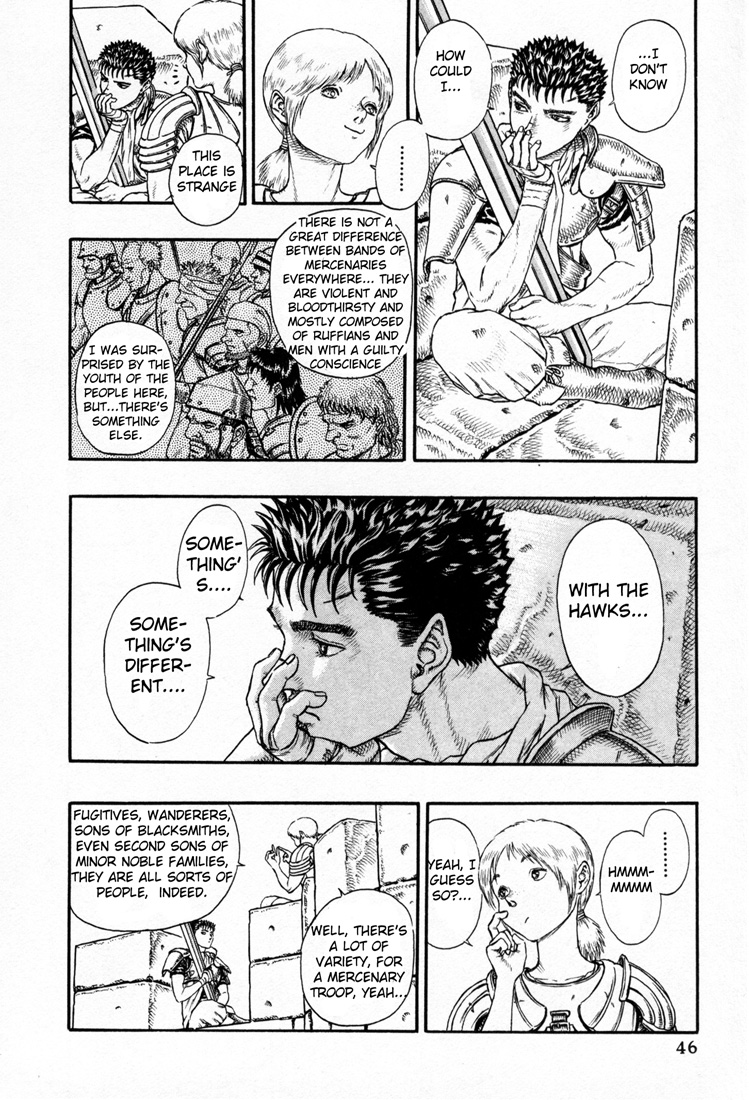 ...I
DON'T
KNOW
HOW
COULD
I...
........
THIS
PLACE IS
STRANGE
THERE IS NOT A
GREAT DIFFERENCE
BETWEEN BANDS OF
MERCENARIES
EVERYWHERE... THEY
ARE VIOLENT AND
BLOODTHIRSTY AND
MOSTLY COMPOSED
OF RUFFIANS AND
MEN WITH A GUILTY
CONSCIENCE
I WAS SUR-
PRISED BY THE
YOUTH OF THE
PEOPLE HERE,
BUT...THERE'S
SOMETHING
ELSE.
WITH THE
HAWKS...
SOME-
THING'
S....
SOME-
THING'S
DIFFER-
ENT....
........
HMMM-
MMMM
YEAH, I
GUESS
SO?...
FUGITIVES, WANDERERS,
SONS OF BLACKSMITHS,
EVEN SECOND SONS OF
MINOR NOBLE FAMILIES,
THEY ARE ALL SORTS OF
PEOPLE, INDEED.
WELL, THERE'S
A LOT OF
VARIETY, FOR
A MERCENARY
TROOP, YEAH...
46